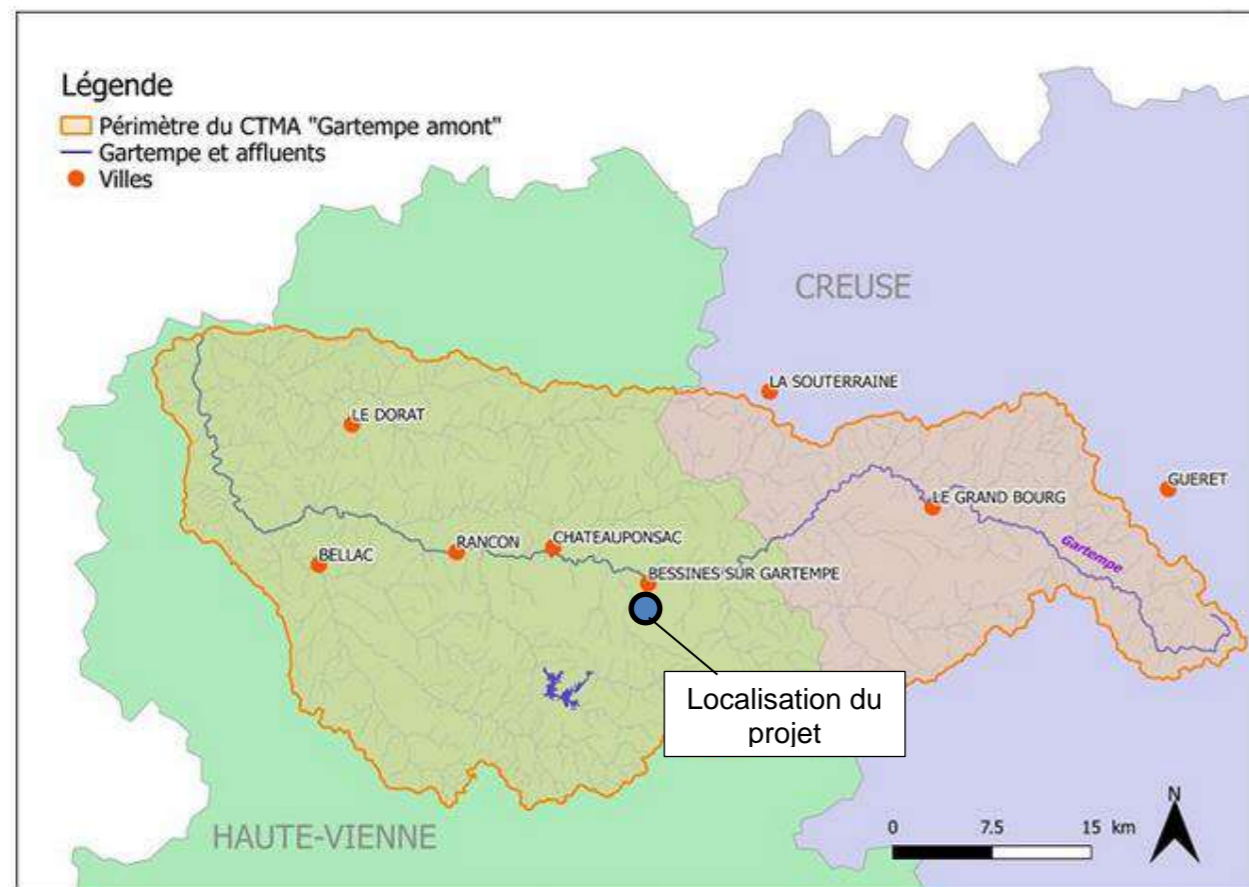 Légende
Périmètre du CTMA "Gartempe amont"
Gartempe et affluents
Villes
CREUSE
LA SOUTERRAINE
LE DORAT
GUERET
LE GRAND BOURG
CHATEAUPONSAC
RANCON
BELLAC
Gartempe
BESSINES SUR GARTEMPE
Localisation du
projet
HAUTE-VIENNE
N
0 7.5 15 km